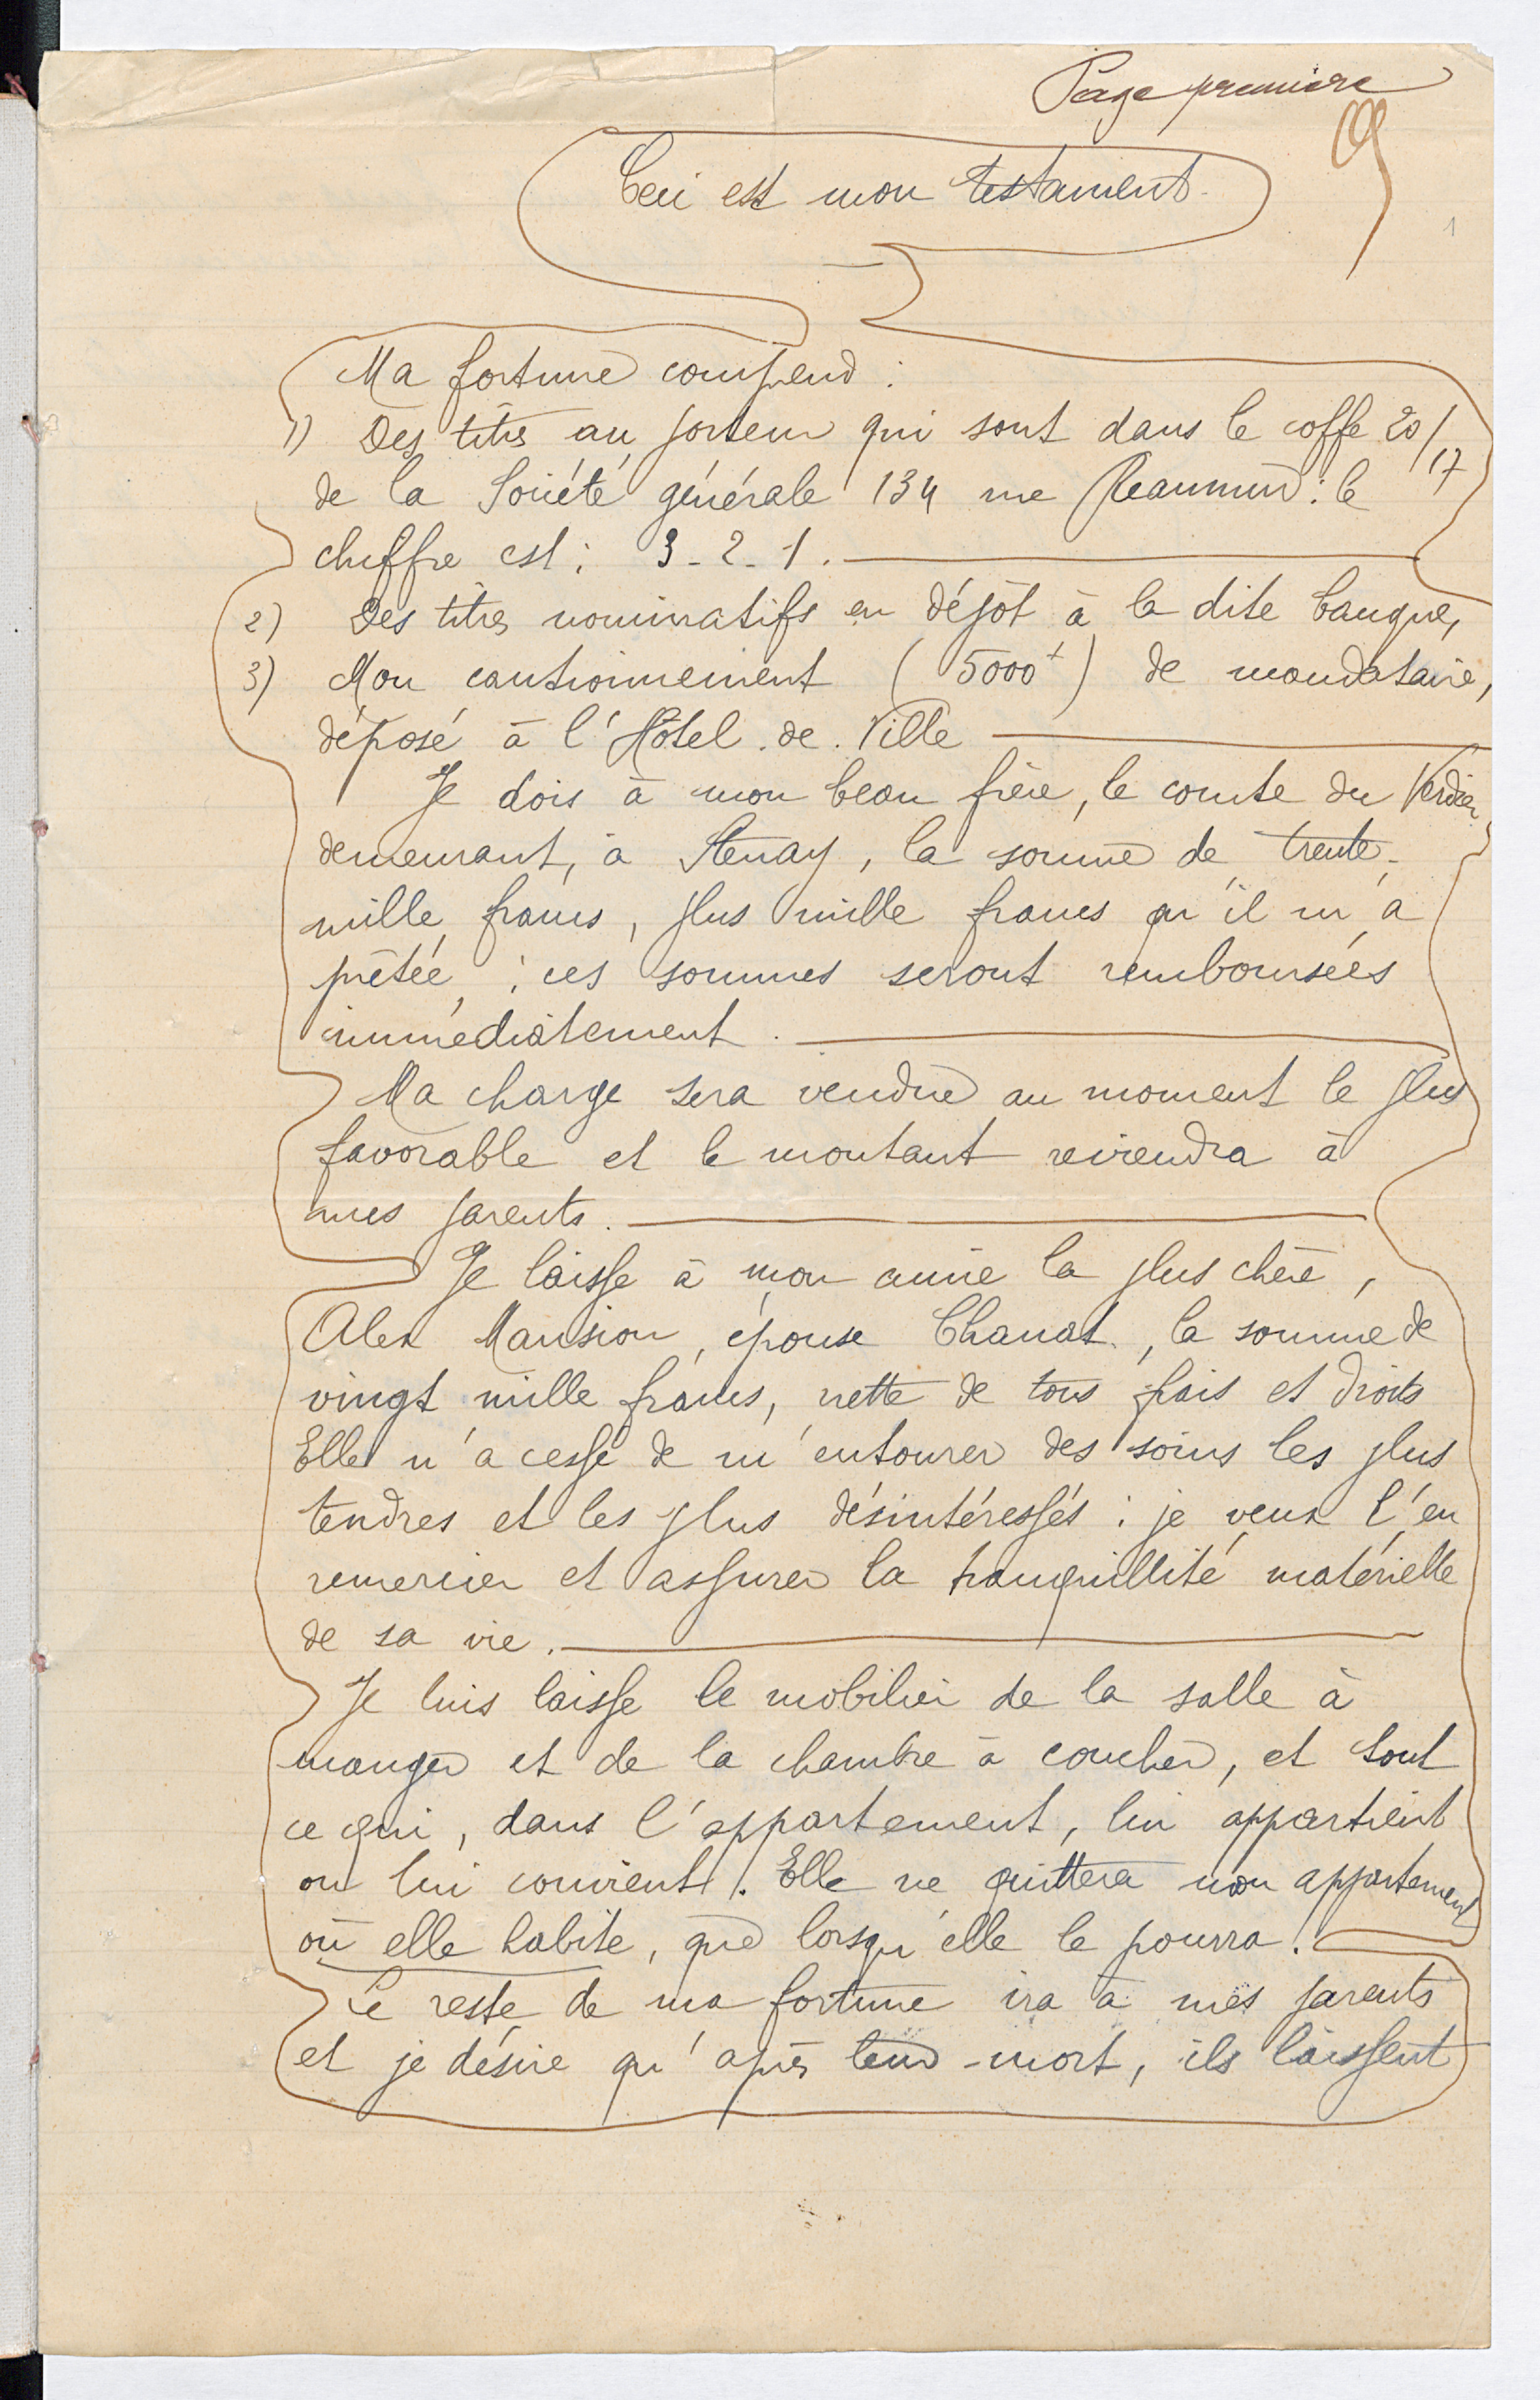 Page première
Ceci est mon testament.
1
Ma fortune comprend :
1) Des titres au porteur qui sont dans le coffe 20/17
de la Société générale 134 rue Reaumur : le
chiffre est : 3-2-1.
2) Des titres nominatifs en dépôt à la dite banque,
3) Mon cautionnement (5000 f) de mandataire,
déposé à l'Hôtel de Ville
Je dois à mon beau frère, le comte du Verdier
demeurant, à Stenay, la somme de trente-
mille francs, plus mille francs qu'il m'a
prêtée ; ces sommes seront remboursées
immédiatement.
Ma charge sera vendue au moment le plus
favorable et le montant reviendra à
mes parents.
Je laisse à mon amie la plus chère,
Alex Mansion, épouse Chanat, la somme de
vingt mille francs, nette de tous frais et droits
Elle n'a cessé de m'entourer des soins les plus
tendres et les plus désintéressés : je veux l'en
remercier et assurer la tranquillité matérielle
de sa vie.
Je luis laisse le mobilier de la salle à
manger et de la chambre à coucher, et tout
ce qui, dans l'appartement, lui appartient
ou lui convient. Elle ne quittera mon appartement
où elle habite, que lorsqu'elle le pourra.
Le reste de ma fortune ira à mes parents
et je désire qu'après leur mort, ils laissent